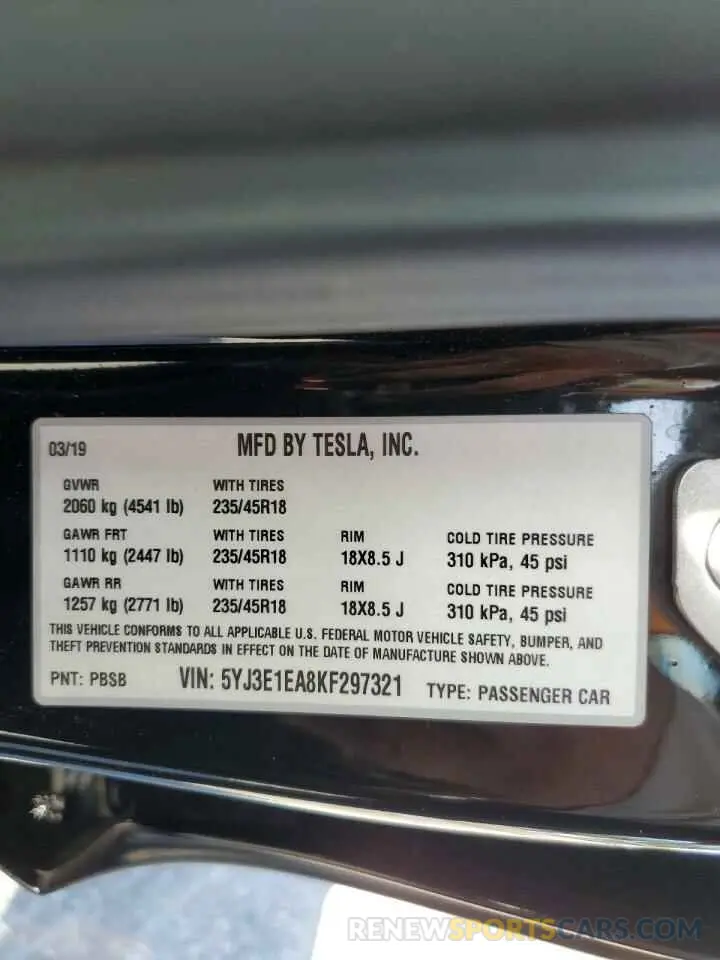 03/19 MFD BY TESLA, INC.
GVWR WITH TIRES
2060 kg (4541 lb) 235/45R18
GAWR FRT WITH TIRES RIM COLD TIRE PRESSURE
1110 kg (2447 lb) 235/45R18 18X8.5 J 310 kPa, 45 psi
GAWR RR WITH TIRES RIM COLD TIRE PRESSURE
1257 kg (2771 lb) 235/45R18 18X8.5 J 310 kPa, 45 psi
THIS VEHICLE CONFORMS TO ALL APPLICABLE U.S. FEDERAL MOTOR VEHICLE SAFETY, BUMPER, AND
THEFT PREVENTION STANDARDS IN EFFECT ON THE DATE OF MANUFACTURE SHOWN ABOVE.
PNT: PBSB VIN: 5YJ3E1EA8KF297321 TYPE: PASSENGER CAR
RENEWSPORTSCARS.COM